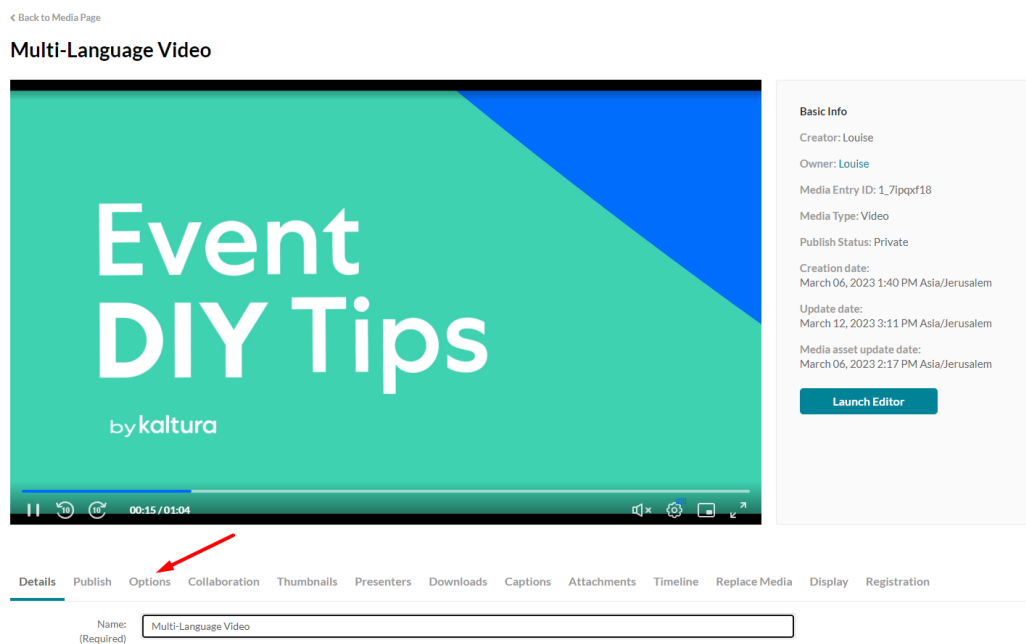 Back to Media Page
Multi-Language Video
Event
DIY Tips
by kaltura
10 10 00:15 / 01:04
Basic Info
Creator: Louise
Owner: Louise
Media Entry ID: 1_7ipqxf18
Media Type: Video
Publish Status: Private
Creation date:
March 06, 2023 1:40 PM Asia/Jerusalem
Update date:
March 12, 2023 3:11 PM Asia/Jerusalem
Media asset update date:
March 06, 2023 2:17 PM Asia/Jerusalem
Launch Editor
Details Publish Options Collaboration Thumbnails Presenters Downloads Captions Attachments Timeline Replace Media Display Registration
Name: Multi-Language Video
(Required)